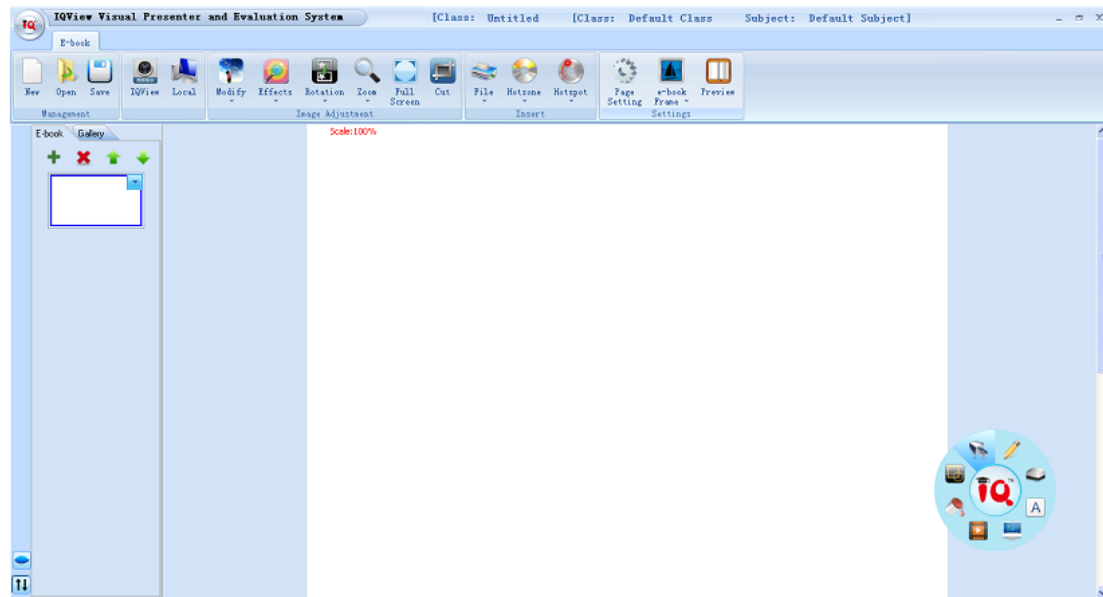 IQView Visual Presenter and Evaluation System [Class: Untitled [Class: Default Class Subject: Default Subject]
E-book
New Open Save IQView Local Modify Effects Rotation Zoom Full Screen Cut File Hotzone Hotspot Page Setting e-book Frame Preview
Management Image Adjustment Insert Settings
E-book Gallery
Scale:100%
IQ
A